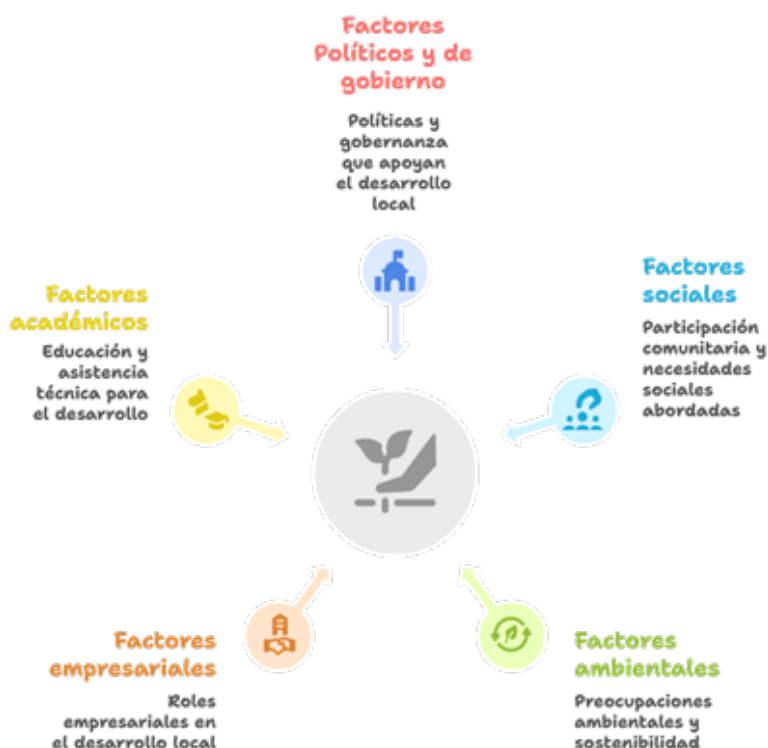 Factores
Políticos y de
gobierno
Políticas y
gobernanza
que apoyan
el desarrollo
local
Factores
académicos
Educación y
asistencia
técnica para
el desarrollo
Factores
sociales
Participación
comunitaria y
necesidades
sociales
abordadas
Factores
empresariales
Roles
empresariales en
el desarrollo local
Factores
ambientales
Preocupaciones
ambientales y
sostenibilidad